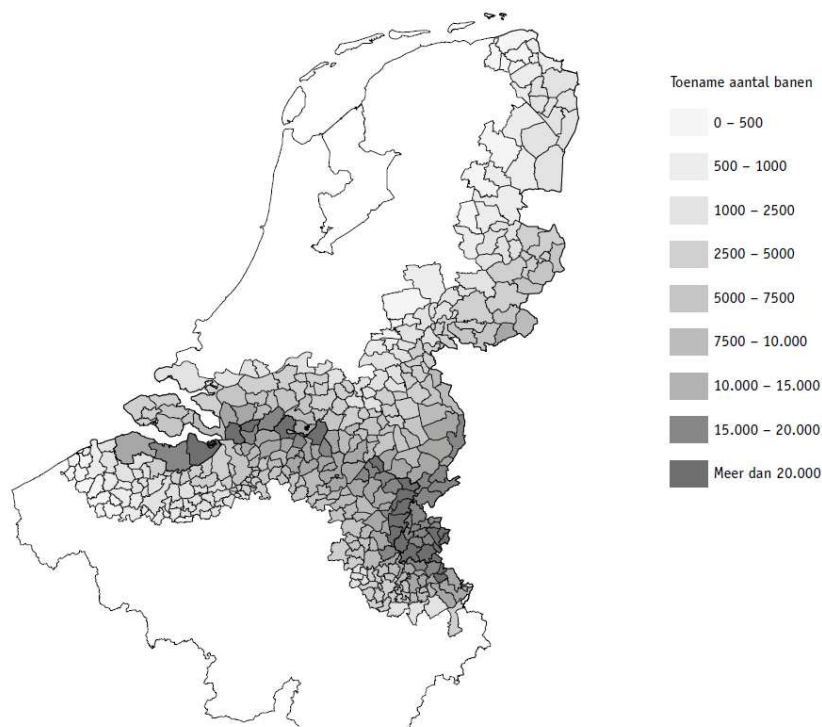 Toename aantal banen
0 – 500
500 – 1000
1000 – 2500
2500 – 5000
5000 – 7500
7500 – 10.000
10.000 – 15.000
15.000 – 20.000
Meer dan 20.000